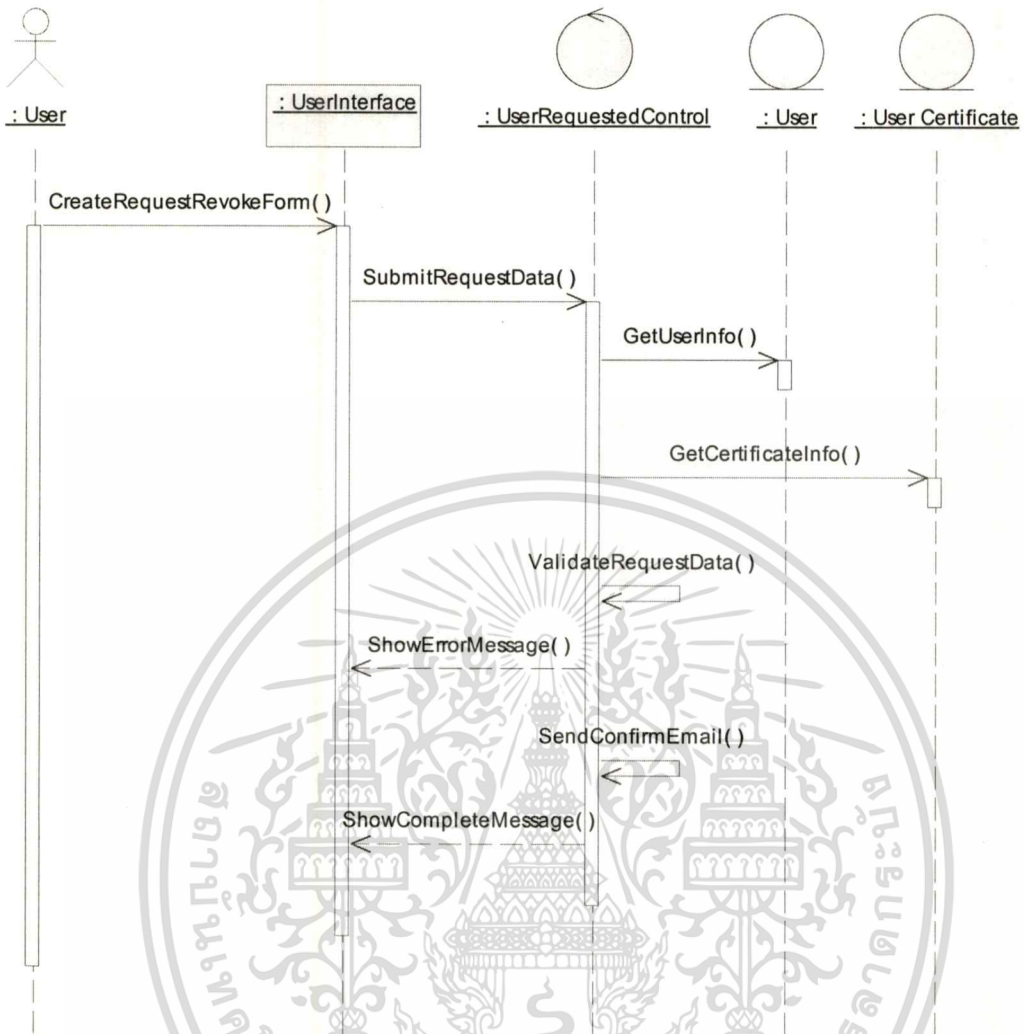 : User
: UserInterface
: UserRequestedControl
: User
: User Certificate
CreateRequestRevokeForm( )
SubmitRequestData( )
GetUserInfo( )
GetCertificateInfo( )
ValidateRequestData( )
ShowErrorMessage( )
SendConfirmEmail( )
ShowCompleteMessage( )